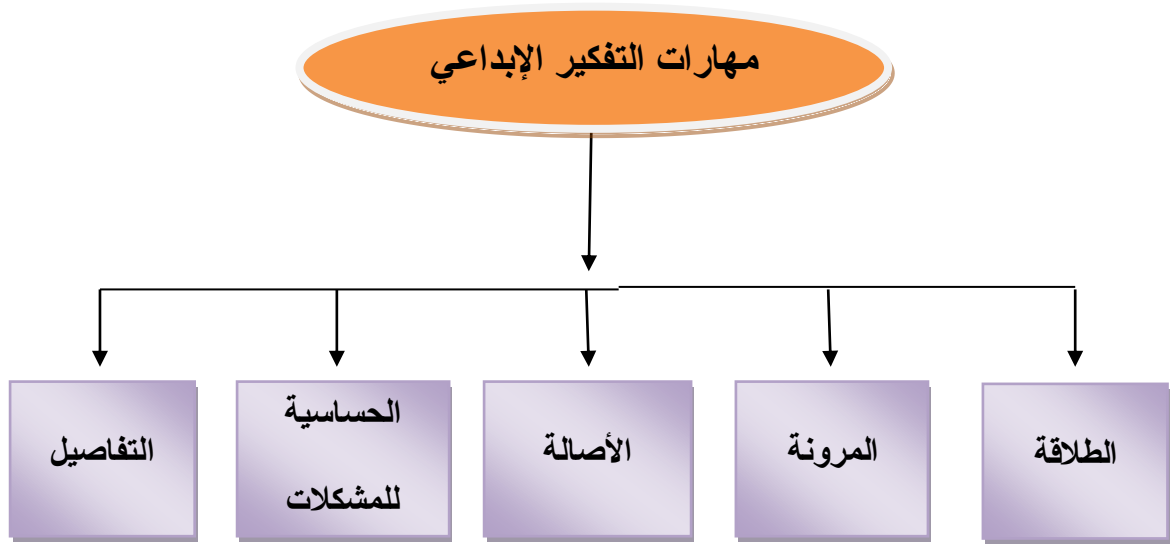 مهارات التفكير الإبداعي
الطلاقة
المرونة
الأصالة
الحساسية
للمشكلات
التفاصيل